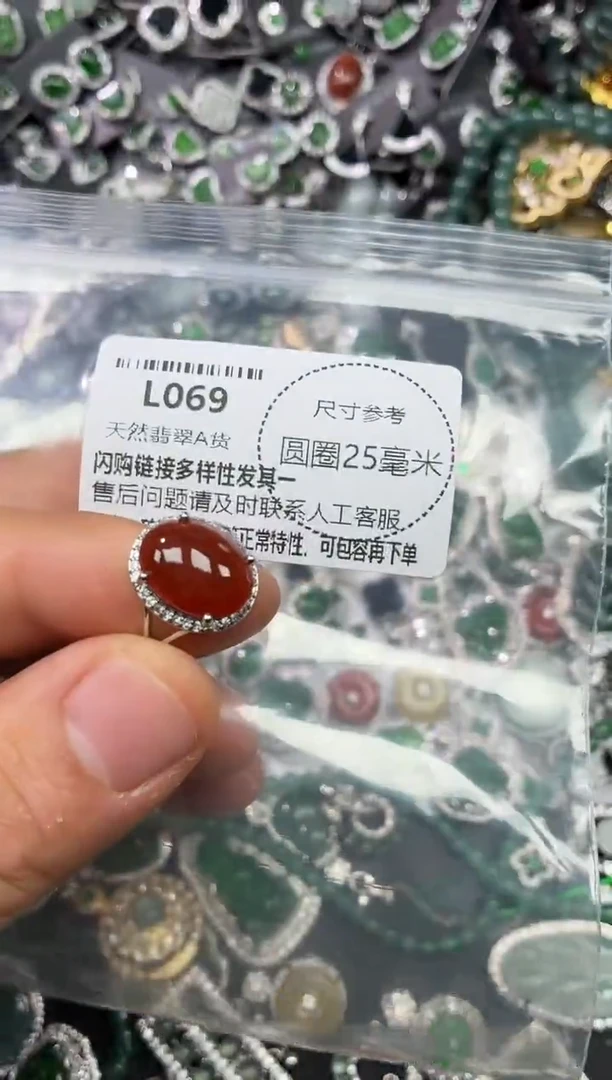 L069
尺寸参考
天然翡翠A货
圆圈25毫米
闪购链接多样性发其一
售后问题请及时联系人工客服
正常特性,可包容再下单